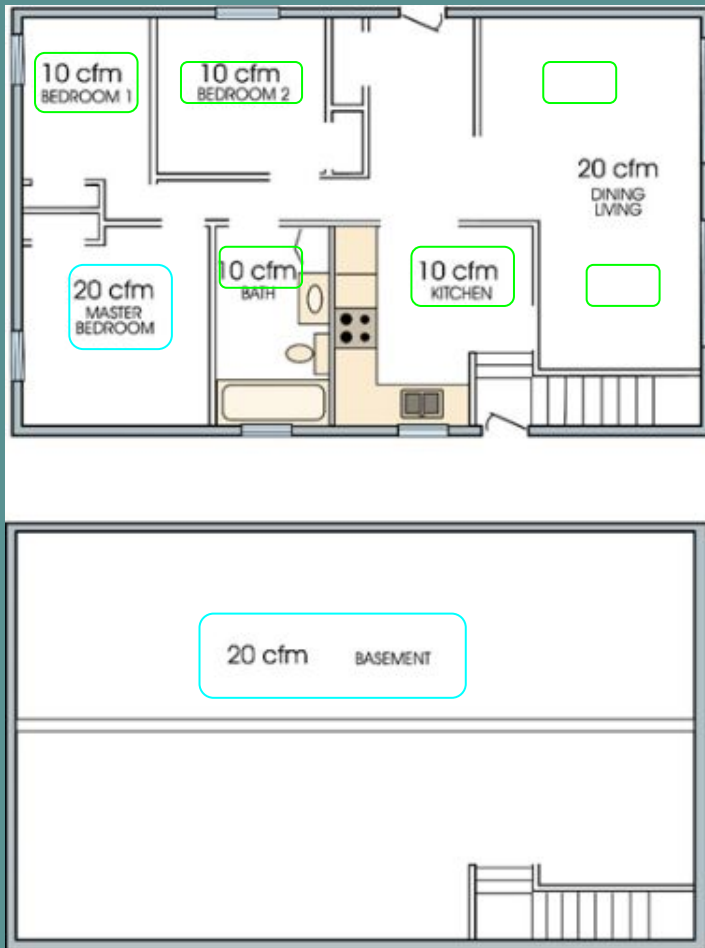 10 cfm
BEDROOM 1
10 cfm
BEDROOM 2
20 cfm
DINING
LIVING
20 cfm
MASTER
BEDROOM
10 cfm
BATH
10 cfm
KITCHEN
20 cfm BASEMENT